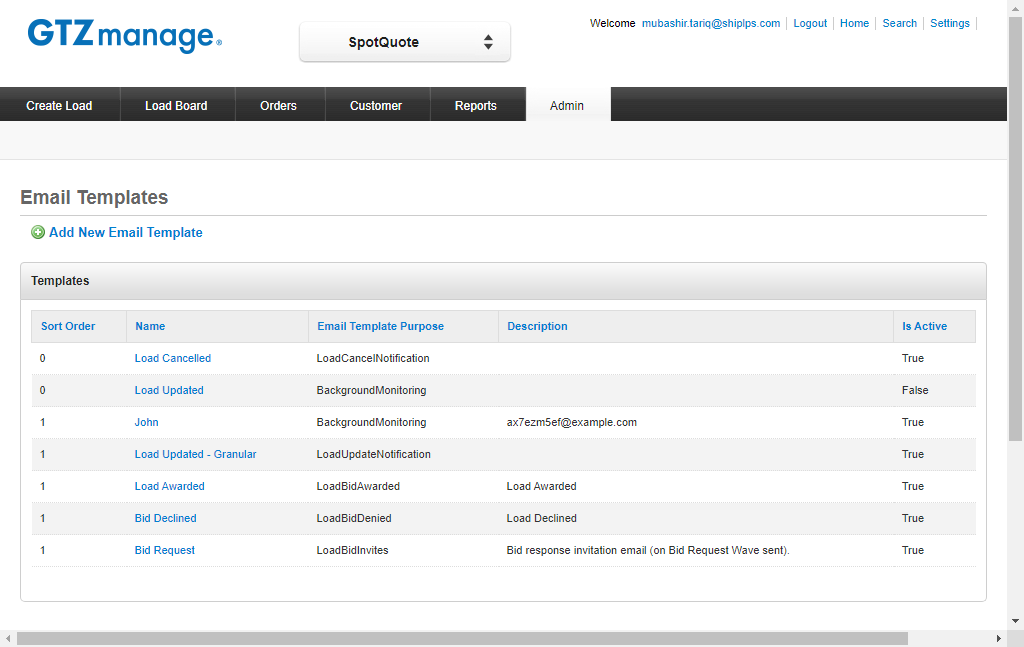 GTZmanage®
SpotQuote
Welcome mubashir.tariq@shiplps.com Logout Home Search Settings
Create Load Load Board Orders Customer Reports Admin
Email Templates
Add New Email Template
Templates
Sort Order Name Email Template Purpose Description Is Active
0 Load Cancelled LoadCancelNotification True
0 Load Updated BackgroundMonitoring False
1 John BackgroundMonitoring ax7ezm5ef@example.com True
1 Load Updated - Granular LoadUpdateNotification True
1 Load Awarded LoadBidAwarded Load Awarded True
1 Bid Declined LoadBidDenied Load Declined True
1 Bid Request LoadBidInvites Bid response invitation email (on Bid Request Wave sent). True